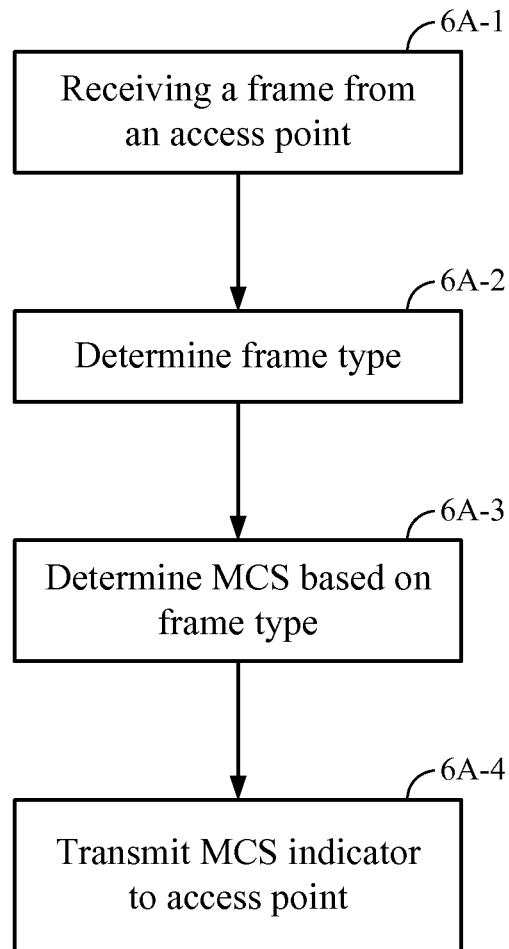 6A-1
Receiving a frame from
an access point
6A-2
Determine frame type
6A-3
Determine MCS based on
frame type
6A-4
Transmit MCS indicator
to access point